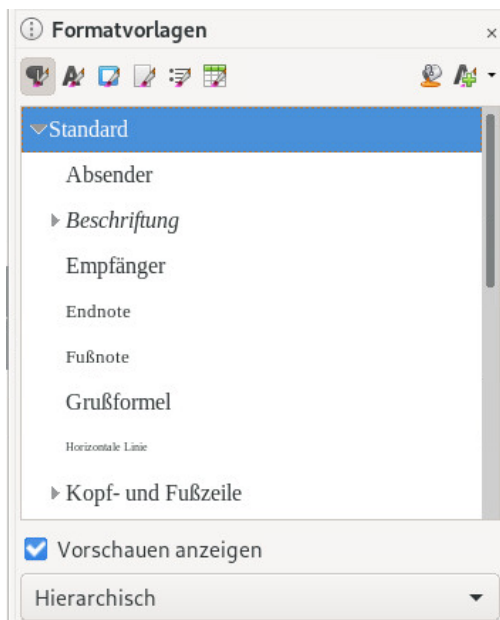 Formatvorlagen
Standard
Absender
Beschriftung
Empfänger
Endnote
Fußnote
Grußformel
Horizontale Linie
Kopf- und Fußzeile
Vorschauen anzeigen
Hierarchisch